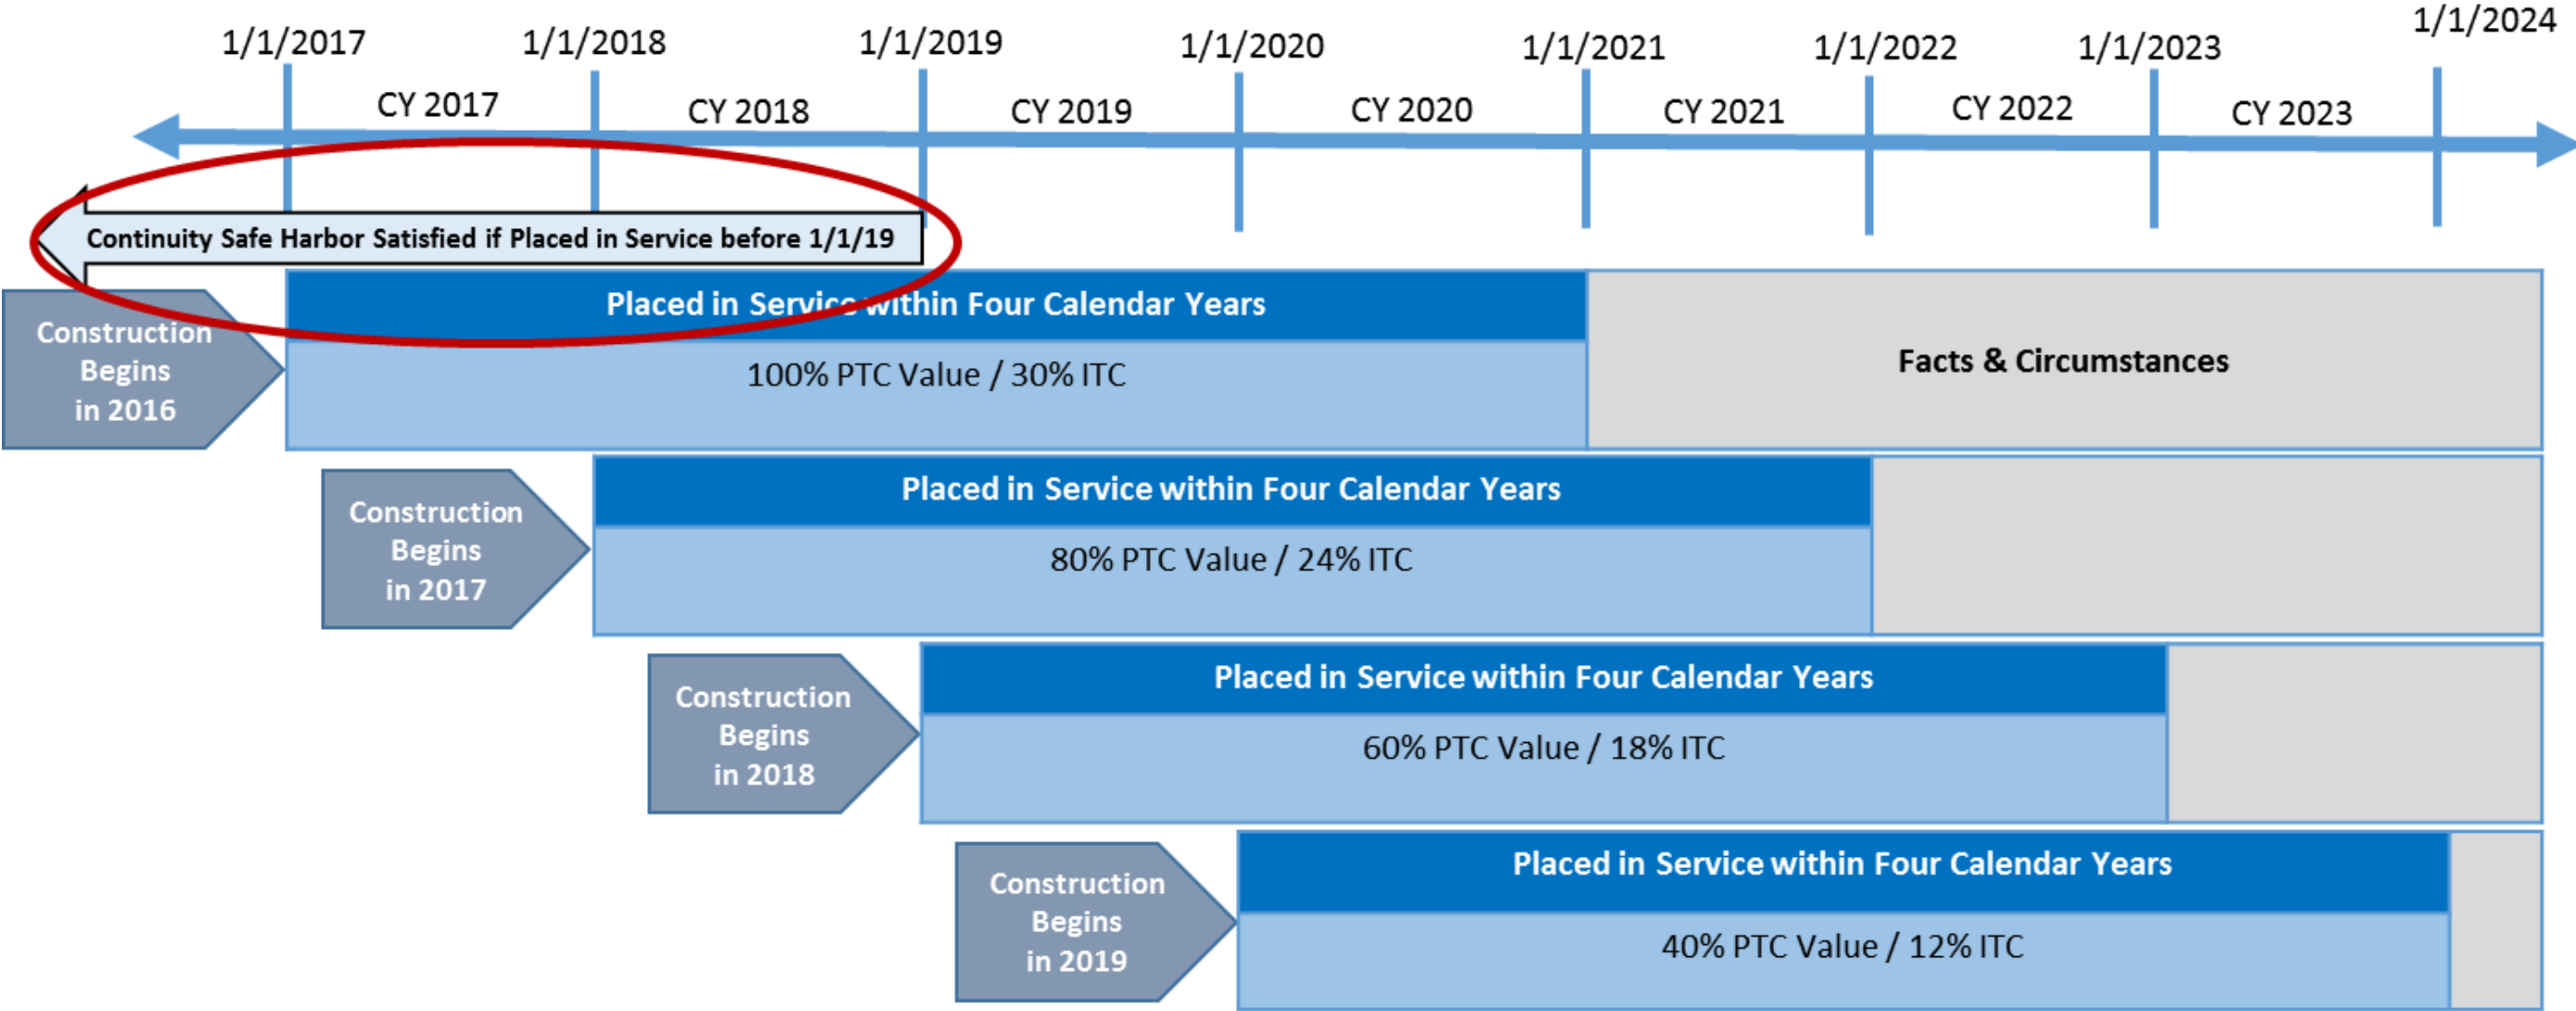 1/1/2017
1/1/2018
1/1/2019
1/1/2020
1/1/2021
1/1/2022
1/1/2023
1/1/2024
CY 2017
CY 2018
CY 2019
CY 2020
CY 2021
CY 2022
CY 2023
Continuity Safe Harbor Satisfied if Placed in Service before 1/1/19
Construction
Begins
in 2016
Placed in Service within Four Calendar Years
100% PTC Value / 30% ITC
Facts & Circumstances
Construction
Begins
in 2017
Placed in Service within Four Calendar Years
80% PTC Value / 24% ITC
Construction
Begins
in 2018
Placed in Service within Four Calendar Years
60% PTC Value / 18% ITC
Construction
Begins
in 2019
Placed in Service within Four Calendar Years
40% PTC Value / 12% ITC